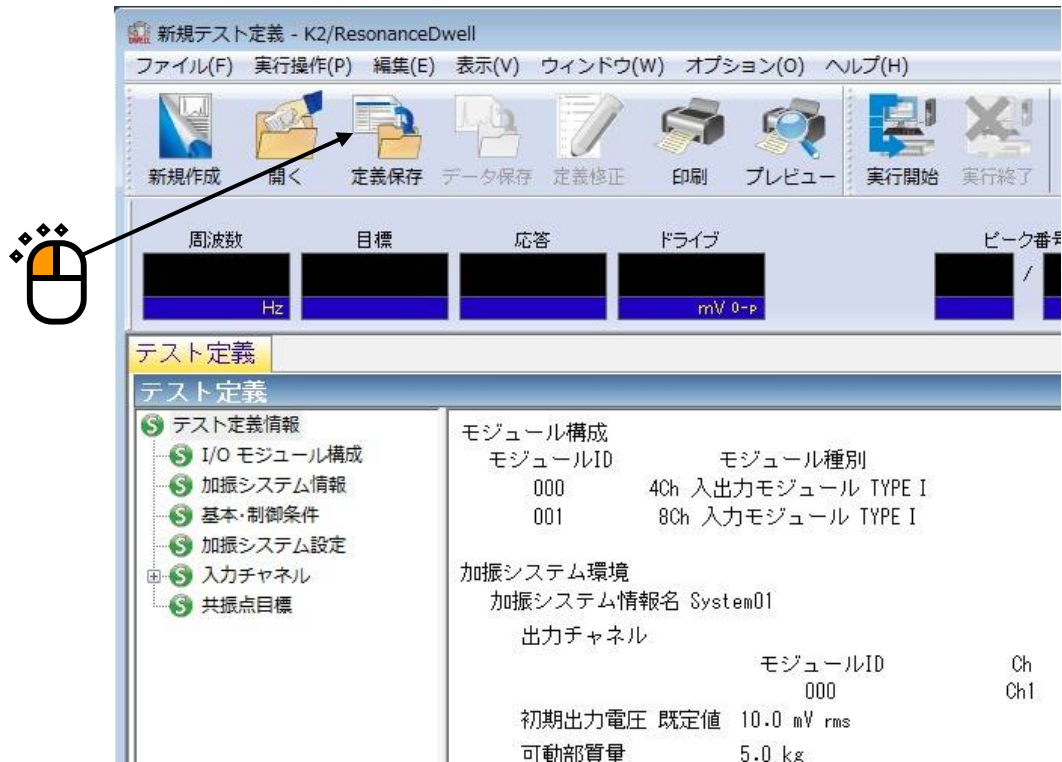 新規テスト定義 - K2/ResonanceDwell
ファイル(F) 実行操作(P) 編集(E) 表示(V) ウィンドウ(W) オプション(O) ヘルプ(H)
新規作成 開く 定義保存 データ保存 定義修正 印刷 プレビュー 実行開始 実行終了
周波数 目標 応答 ドライブ ピーク番号
/
Hz mV 0-P
テスト定義
テスト定義
テスト定義情報
I/O モジュール構成
加振システム情報
基本・制御条件
加振システム設定
入力チャネル
共振点目標
モジュール構成
モジュールID モジュール種別
000 4Ch 入出力モジュール TYPE I
001 8Ch 入力モジュール TYPE I
加振システム環境
加振システム情報名 System01
出力チャネル
モジュールID Ch
000 Ch1
初期出力電圧 既定値 10.0 mV rms
可動部質量 5.0 kg